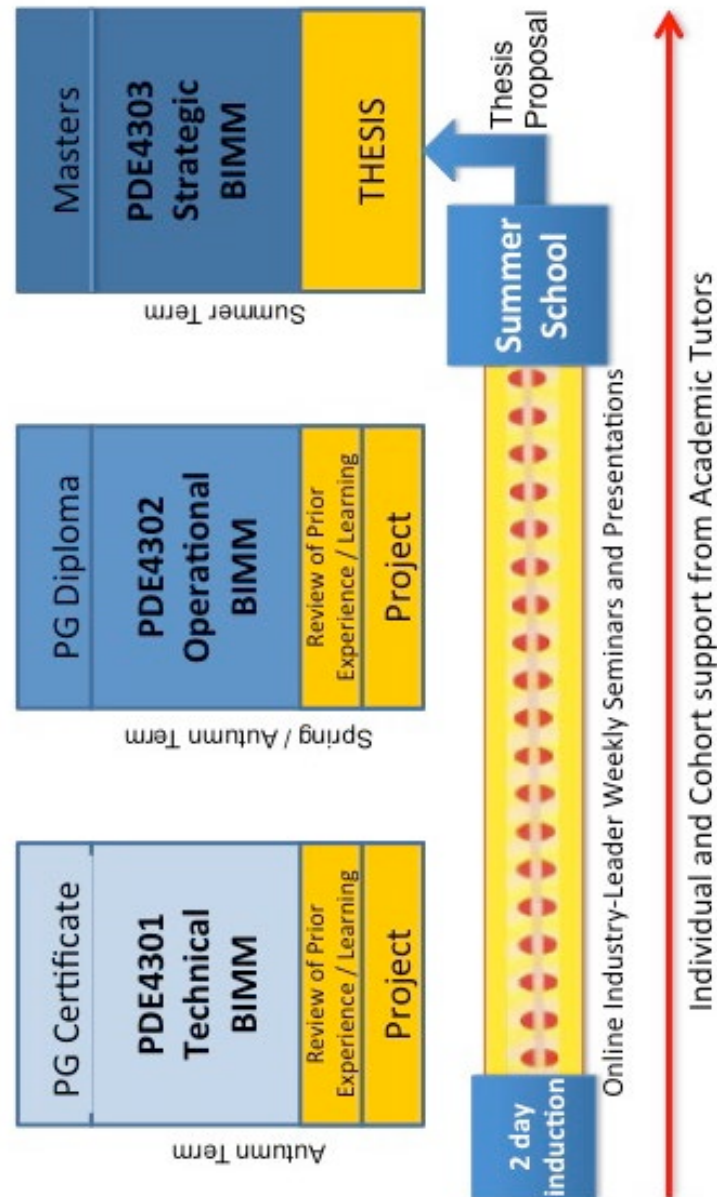 PG Certificate
PDE4301
Technical
BIMM
Review of Prior
Experience / Learning
Project
Autumn Term
PG Diploma
PDE4302
Operational
BIMM
Review of Prior
Experience / Learning
Project
Spring / Autumn Term
Masters
PDE4303
Strategic
BIMM
THESIS
Summer Term
2 day
induction
Summer
School
Thesis
Proposal
Online Industry-Leader Weekly Seminars and Presentations
Individual and Cohort support from Academic Tutors